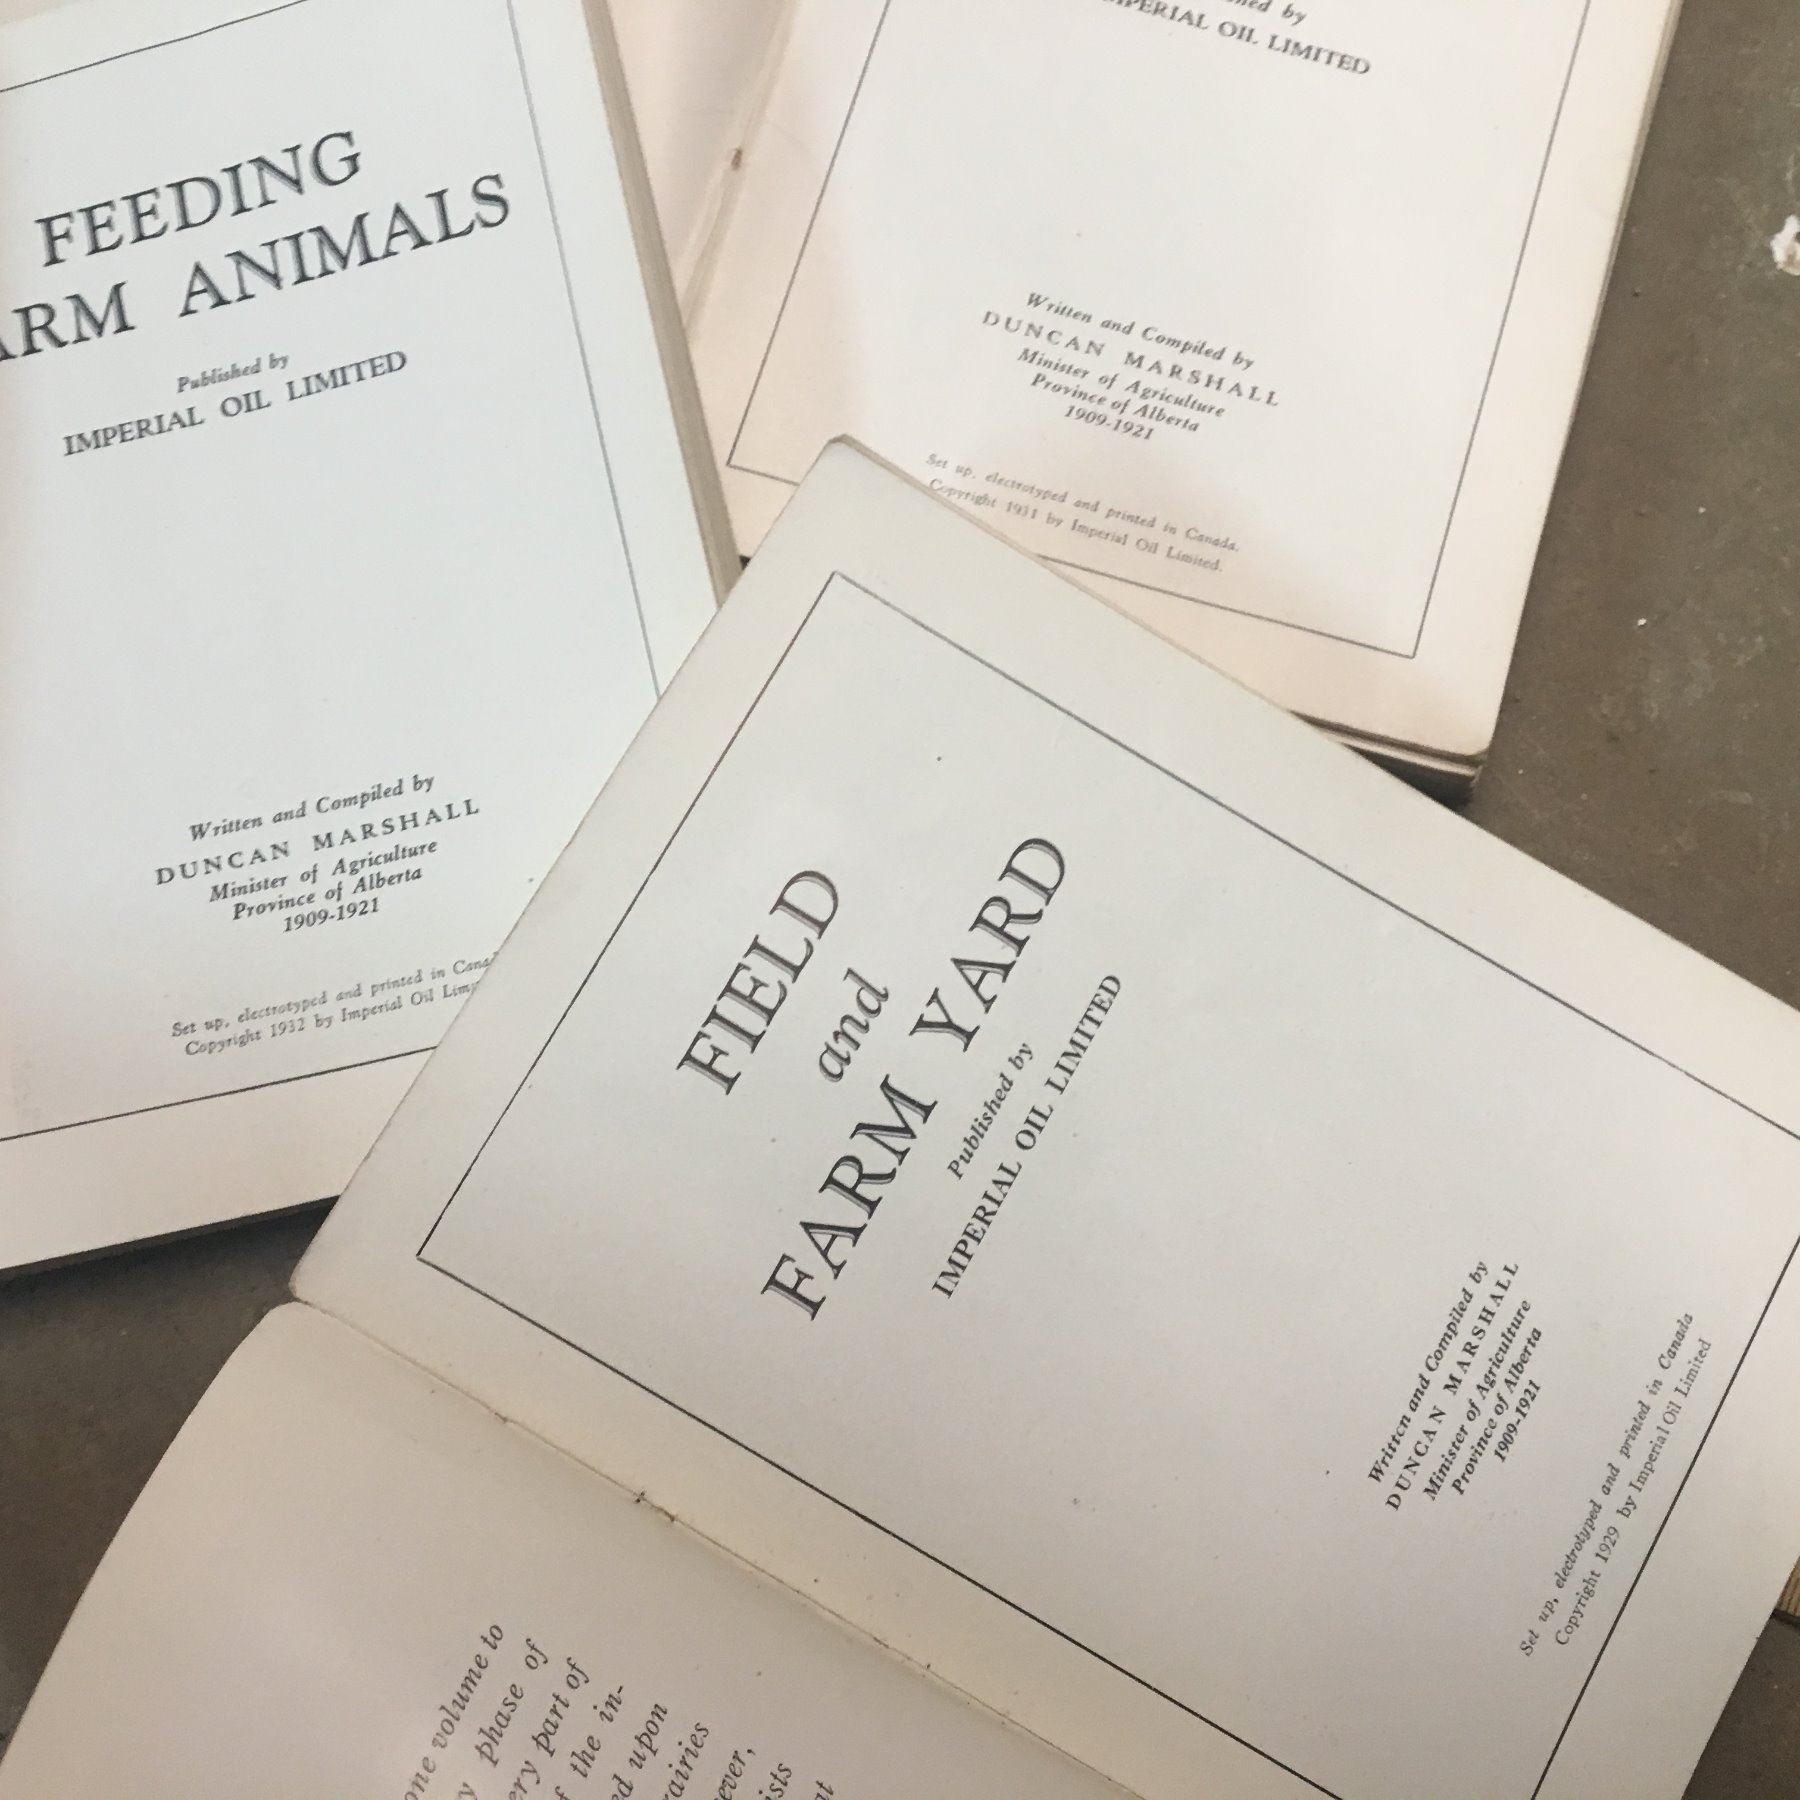 FEEDING
ANIMALS
Published by
IMPERIAL OIL LIMITED
Written and Compiled by
DUNCAN MARSHALL
Minister of Agriculture
Province of Alberta
1909-1921
Set up, electrotyped and printed in
Copyright 1932 by Imperial Oil
by
OIL LIMITED
Written and Compiled by
DUNCAN MARSHALL
Minister of Agriculture
Province of Alberta
1909-1921
Set up, electrotyped and printed in Canada.
Copyright 1931 by Imperial Oil Limited.
FIELD
and
FARM YARD
Published by
IMPERIAL OIL LIMITED
Written and Compiled by
DUNCAN MARSHALL
Minister of Agriculture
Province of Alberta
1909-1921
Set up, electrotyped and printed in Canada
Copyright 1929 by Imperial Oil Limited
one volume to
phase of
part of
the in-
upon